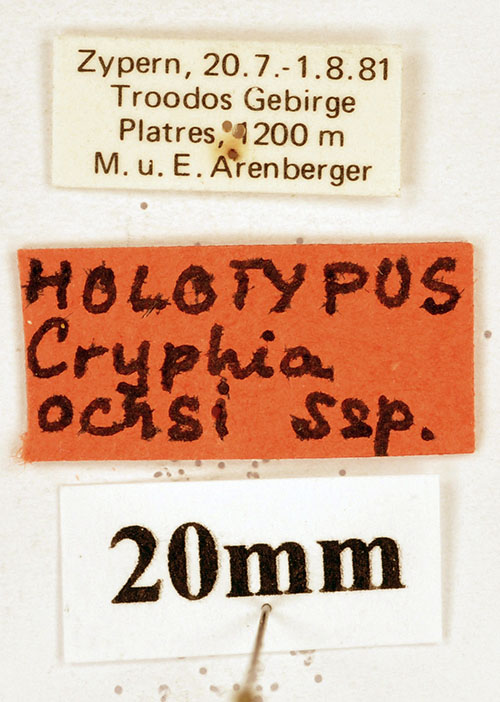 Zypern, 20.7.-1.8.81
Troodos Gebirge
Platres, 1200 m
M. u. E. Arenberger
HOLOTYPUS
Cryphia
ochsi ssp.
20mm